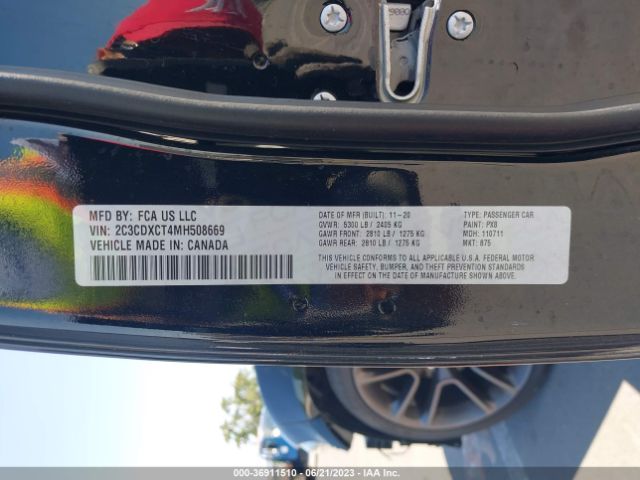 MFD BY: FCA US LLC
VIN: 2C3CDXCT4MH508669
VEHICLE MADE IN: CANADA
DATE OF MFR (BUILT): 11-20
GVWR: 5300 LB / 2405 KG
GAWR FRONT: 2810 LB / 1275 KG
GAWR REAR: 2810 LB / 1275 KG
TYPE: PASSENGER CAR
PAINT: PX8
MDH: 110711
MKT: 675
THIS VEHICLE CONFORMS TO ALL APPLICABLE U.S.A. FEDERAL MOTOR
VEHICLE SAFETY, BUMPER, AND THEFT PREVENTION STANDARDS
IN EFFECT ON THE DATE OF MANUFACTURE SHOWN ABOVE.
000-36911510 - 06/21/2023 - IAA Inc.